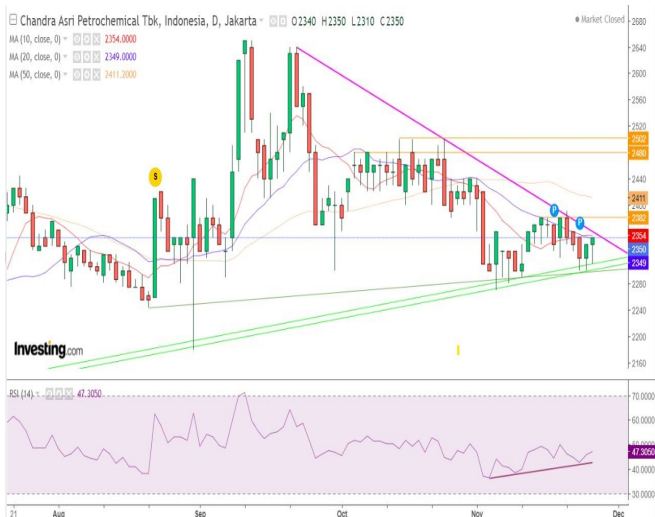 Chandra Asri Petrochemical Tbk, Indonesia, D, Jakarta O2340 H2350 L2310 C2350
Market Closed
MA (10, close, 0) 2354.0000
MA (20, close, 0) 2349.0000
MA (50, close, 0) 2411.2000
2680
2640
2600
2560
2520
2502
2480
2440
2411
2400
2382
2354
2350
2349
2280
2240
2200
2160
S
P
P
Investing.com
RSI (14) 47.3050
70.0000
60.0000
47.3050
40.0000
30.0000
21 Aug Sep Oct Nov Dec